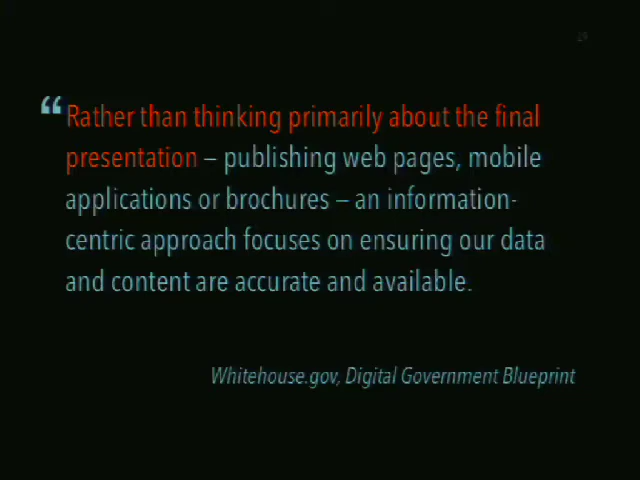 29
“Rather than thinking primarily about the final
presentation – publishing web pages, mobile
applications or brochures – an information-
centric approach focuses on ensuring our data
and content are accurate and available.
Whitehouse.gov, Digital Government Blueprint